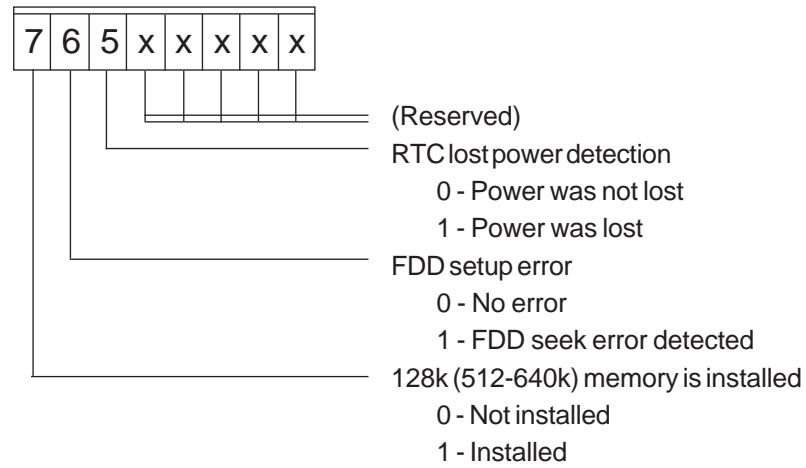 7 6 5 x x x x x
(Reserved)
RTC lost power detection
0 - Power was not lost
1 - Power was lost
FDD setup error
0 - No error
1 - FDD seek error detected
128k (512-640k) memory is installed
0 - Not installed
1 - Installed